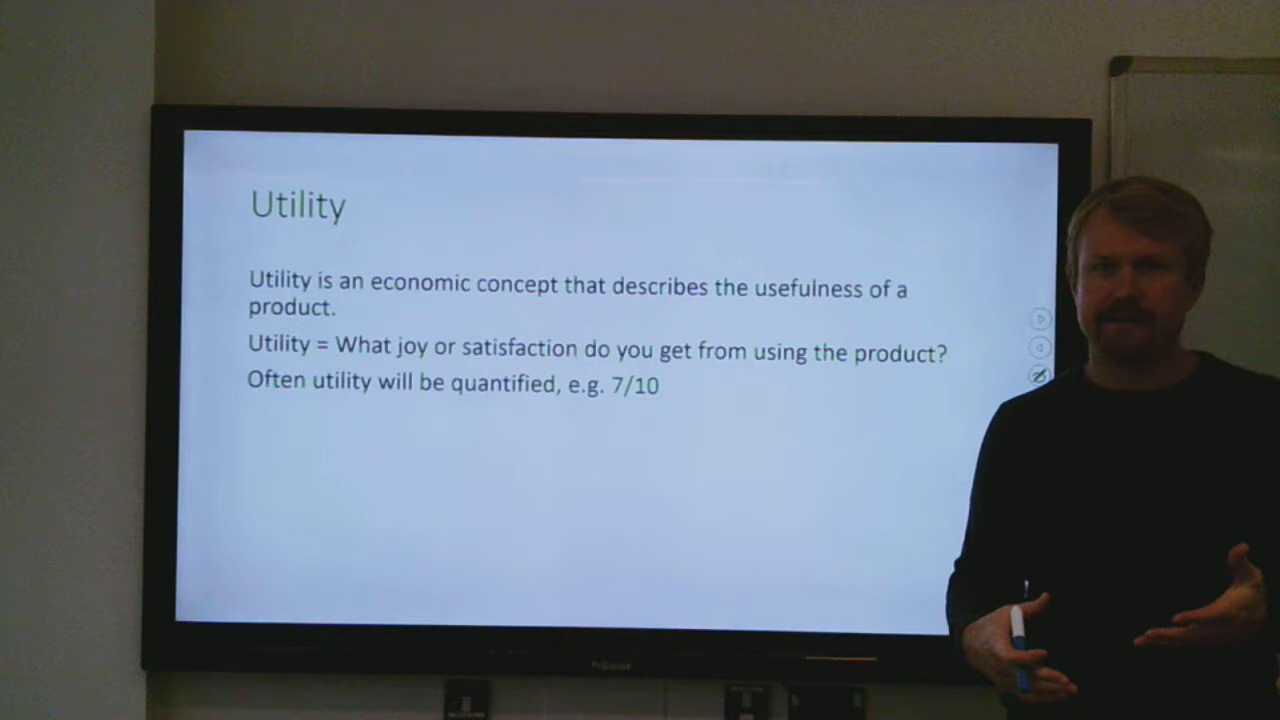 Utility
Utility is an economic concept that describes the usefulness of a
product.
Utility = What joy or satisfaction do you get from using the product?
Often utility will be quantified, e.g. 7/10